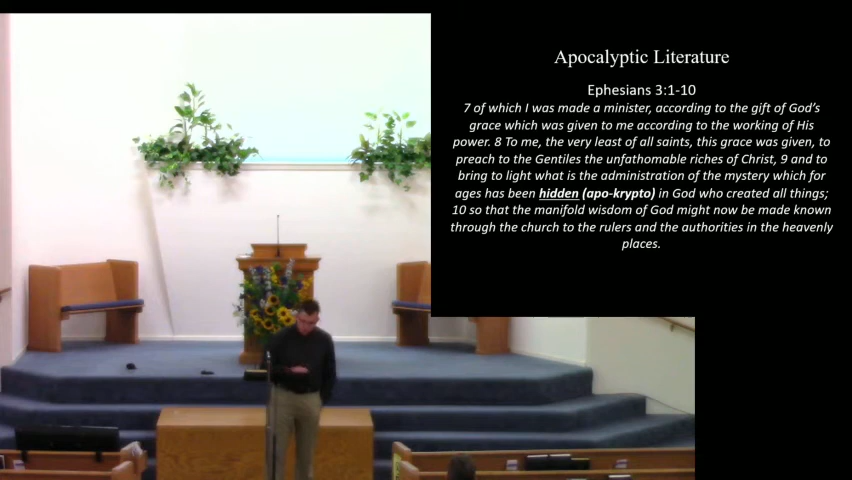 Apocalyptic Literature
Ephesians 3:1-10
7 of which I was made a minister, according to the gift of God's
grace which was given to me according to the working of His
power. 8 To me, the very least of all saints, this grace was given, to
preach to the Gentiles the unfathomable riches of Christ, 9 and to
bring to light what is the administration of the mystery which for
ages has been hidden (apo-krypto) in God who created all things;
10 so that the manifold wisdom of God might now be made known
through the church to the rulers and the authorities in the heavenly
places.